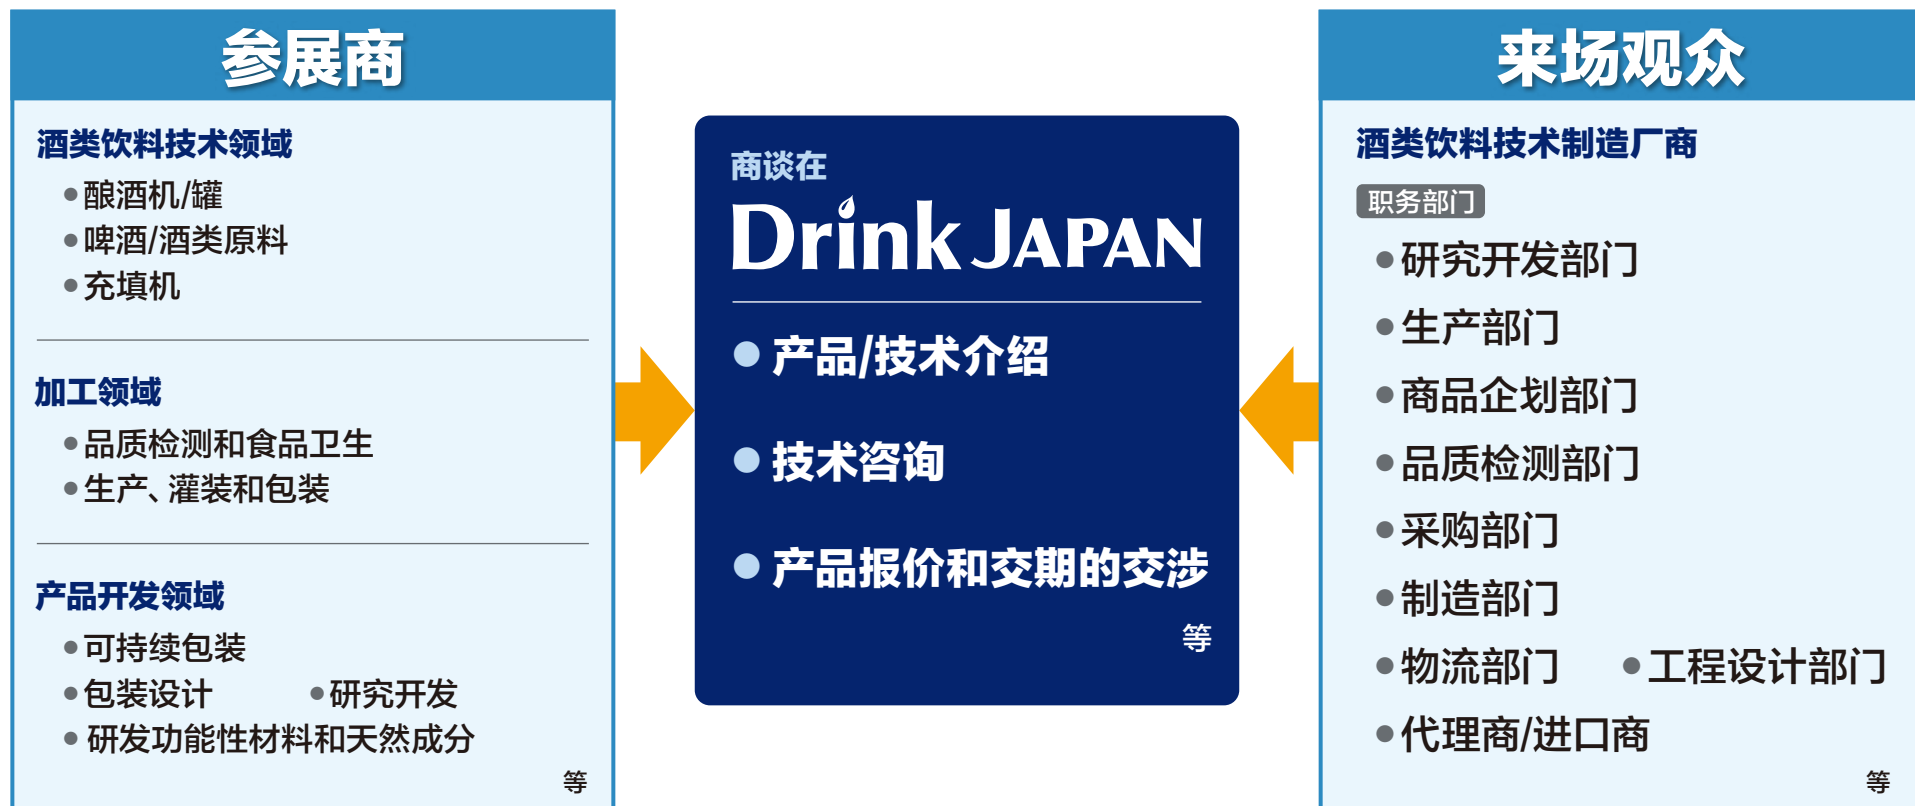 参展商
酒类饮料技术领域
●酿酒机/罐
●啤酒/酒类原料
●充填机
加工领域
●品质检测和食品卫生
●生产、灌装和包装
产品开发领域
●可持续包装
●包装设计 ●研究开发
●研发功能性材料和天然成分
等
商谈在
Drink JAPAN
●产品/技术介绍
●技术咨询
●产品报价和交期的交涉
等
来场观众
酒类饮料技术制造厂商
职务部门
●研究开发部门
●生产部门
●商品企划部门
●品质检测部门
●采购部门
●制造部门
●物流部门 ●工程设计部门
●代理商/进口商
等